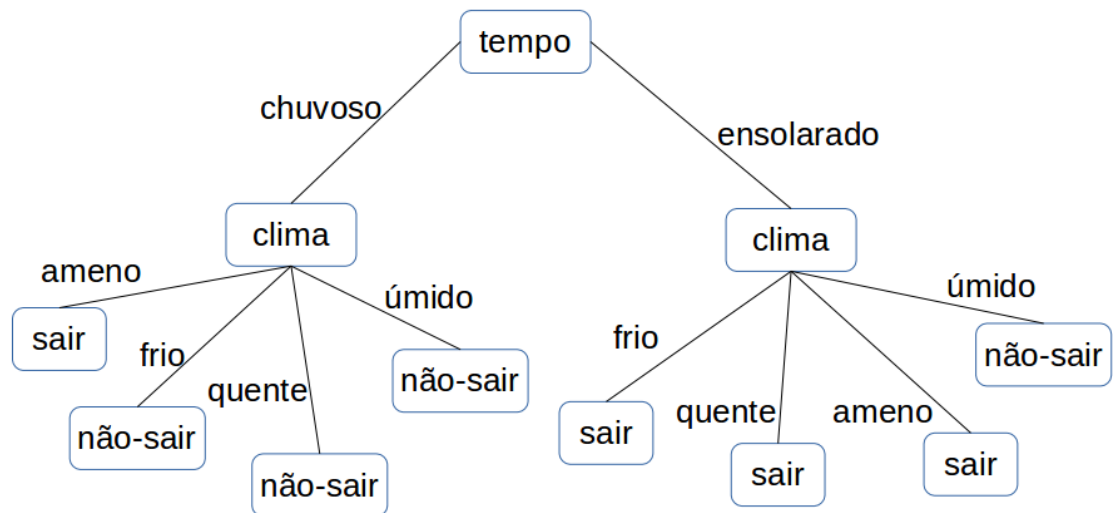 tempo
chuvoso
ensolarado
clima
clima
ameno
úmido
úmido
sair
frio
quente
não-sair
não-sair
não-sair
frio
quente
ameno
não-sair
sair
sair
sair